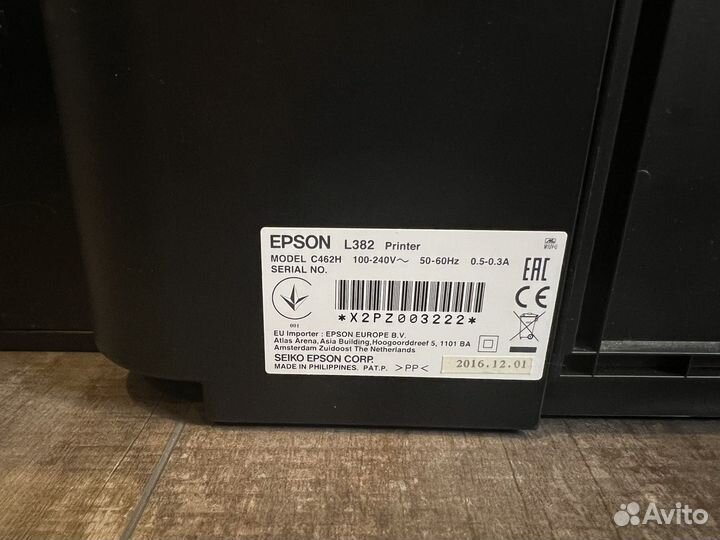 EPSON L382 Printer
MODEL C462H 100-240V~ 50-60Hz 0.5-0.3A
SERIAL NO.
EAC
CE
001
*X2PZ003222*
EU Importer : EPSON EUROPE B.V.
Atlas Arena,Asia Building,Hoogoorddreef 5, 1101 BA
Amsterdam Zuidoost The Netherlands
SEIKO EPSON CORP.
MADE IN PHILIPPINES. PAT.P. >PP< 2016.12.01
Avito